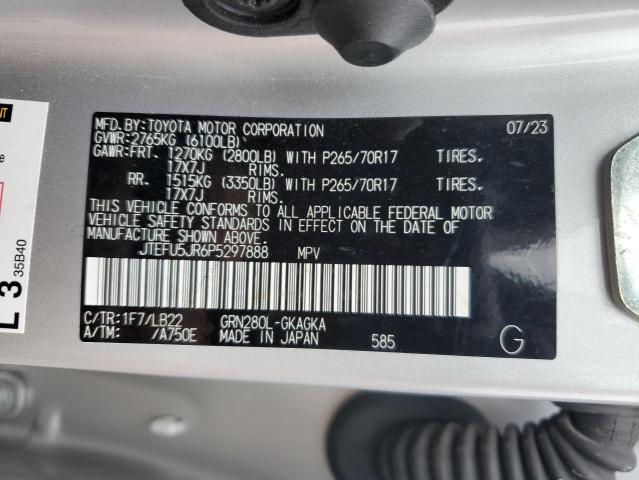 MFD.BY:TOYOTA MOTOR CORPORATION 07/23
GVWR:2765KG (6100LB)
GAWR:FRT. 1270KG (2800LB) WITH P265/70R17 TIRES.
17X7J RIMS.
RR. 1515KG (3350LB) WITH P265/70R17 TIRES.
17X7J RIMS.
THIS VEHICLE CONFORMS TO ALL APPLICABLE FEDERAL MOTOR
VEHICLE SAFETY STANDARDS IN EFFECT ON THE DATE OF
MANUFACTURE SHOWN ABOVE.
JTEFU5JR6P5297888 MPV
C/TR:1F7/LB22 GRN280L-GKAGKA
A/TM: /A750E MADE IN JAPAN 585 G
L 3 35B40